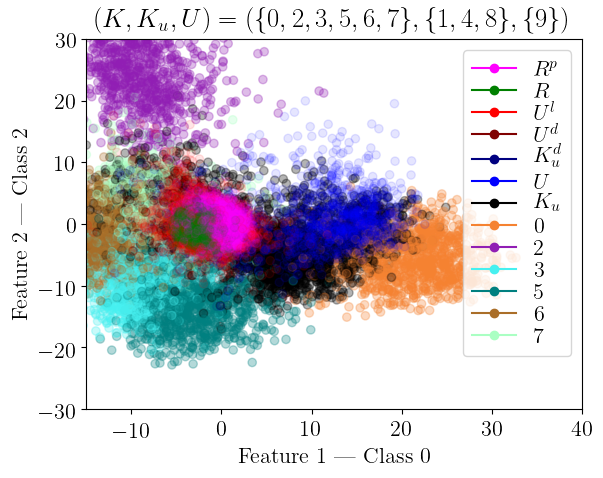 (K, K_u, U) = ({0, 2, 3, 5, 6, 7}, {1, 4, 8}, {9})
30
20
10
0
−10
−20
−30
Feature 2 — Class 2
R^p
R
U^l
U^d
K_u^d
U
K_u
0
2
3
5
6
7
−10
0
10
20
30
40
Feature 1 — Class 0